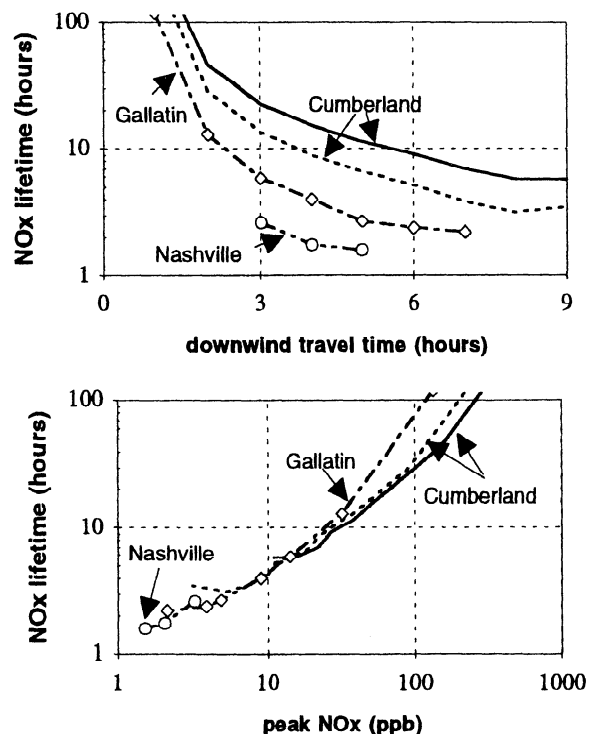 100
10
1
NOx lifetime (hours)
Gallatin
Cumberland
Nashville
0 3 6 9
downwind travel time (hours)
100
10
1
NOx lifetime (hours)
Gallatin
Cumberland
Nashville
1 10 100 1000
peak NOx (ppb)